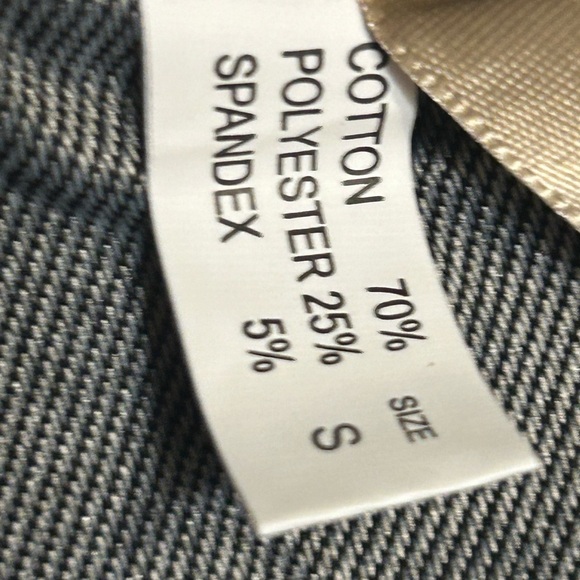 COTTON 70%
POLYESTER 25%
SPANDEX 5%
SIZE
S